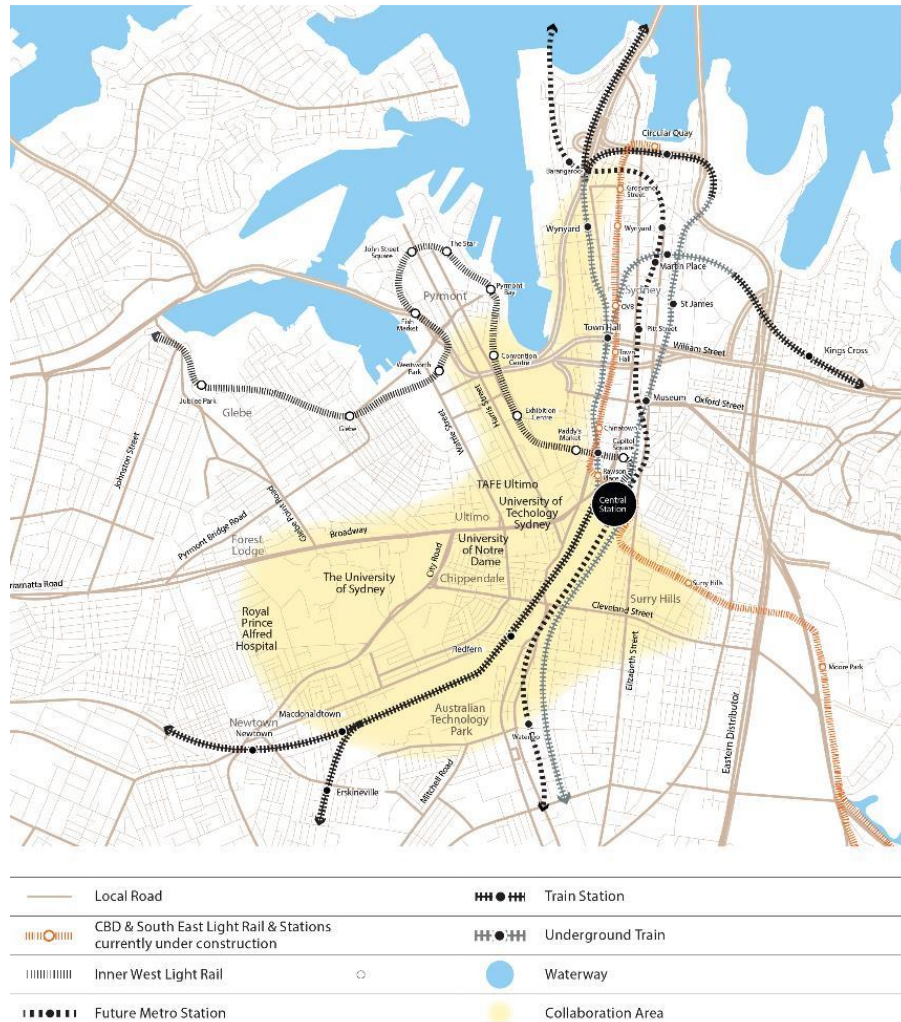 Circular Quay
Barangaroo
Grosvenor
Street
Wynyard
Wynyard
John Street
Square
The Star
Pyrmont
Bay
Pyrmont
Martin Place
Sydney
St James
Fish
Market
Town Hall
Pitt Street
William Street
Kings Cross
Convention
Centre
Town
Hall
Wentworth
Park
Jubilee Park
Glebe
Glebe
Harris Street
Wattle Street
Museum
Oxford Street
Exhibition
Centre
Paddy's
Market
Chinatown
Capitol
Square
Rawson
Place
Johnston Street
TAFE Ultimo
University of
Techology
Sydney
Central
Station
Ultimo
Glebe Point Road
Pyrmont Bridge Road
Broadway
Forest
Lodge
University
of Notre
Dame
City Road
Chippendale
The University
of Sydney
rramatta Road
Royal
Prince
Alfred
Hospital
Surry Hills
Surry Hills
Cleveland Street
Redfern
Elizabeth Street
Moore Park
Eastern Distributor
Macdonaldtown
Newtown
Newtown
Australian
Technology
Park
Waterloo
Mitchell Road
Erskineville
Local Road
Train Station
CBD & South East Light Rail & Stations
currently under construction
Underground Train
Inner West Light Rail
Waterway
Future Metro Station
Collaboration Area